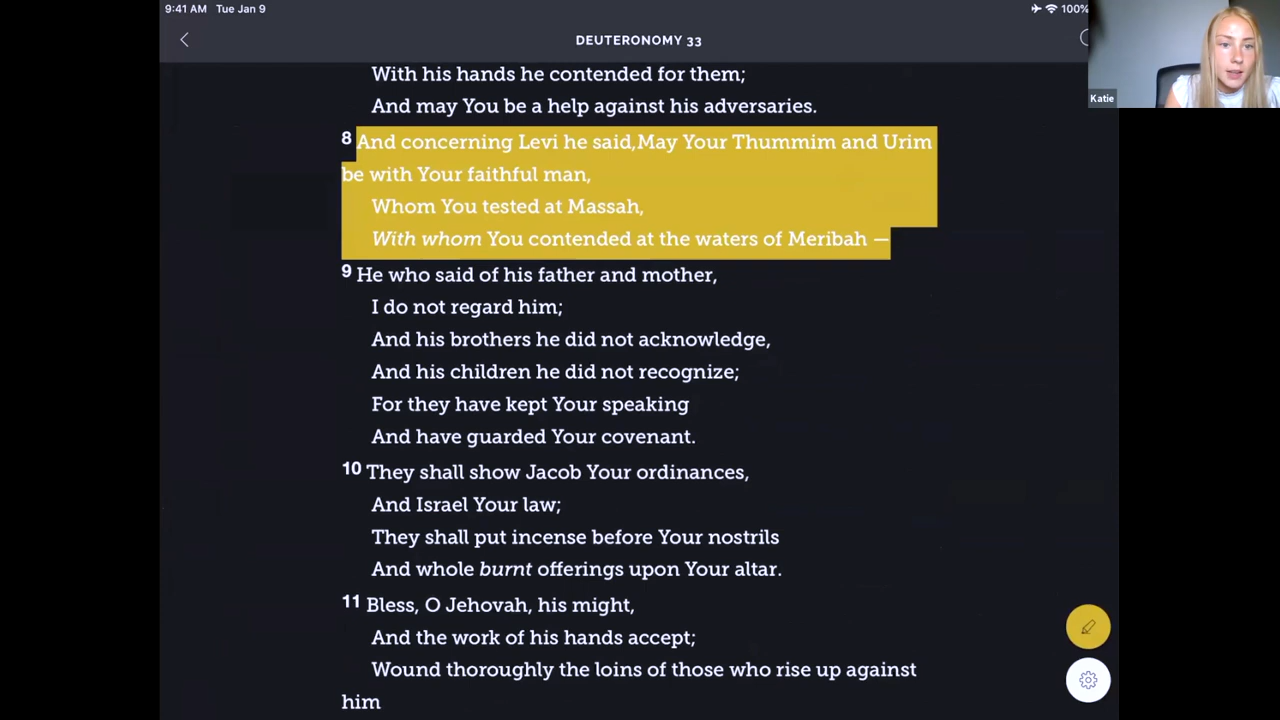 9:41 AM Tue Jan 9
100%
DEUTERONOMY 33
Katie
With his hands he contended for them;
And may You be a help against his adversaries.
8 And concerning Levi he said,May Your Thummim and Urim
be with Your faithful man,
Whom You tested at Massah,
With whom You contended at the waters of Meribah —
9 He who said of his father and mother,
I do not regard him;
And his brothers he did not acknowledge,
And his children he did not recognize;
For they have kept Your speaking
And have guarded Your covenant.
10 They shall show Jacob Your ordinances,
And Israel Your law;
They shall put incense before Your nostrils
And whole burnt offerings upon Your altar.
11 Bless, O Jehovah, his might,
And the work of his hands accept;
Wound thoroughly the loins of those who rise up against
him